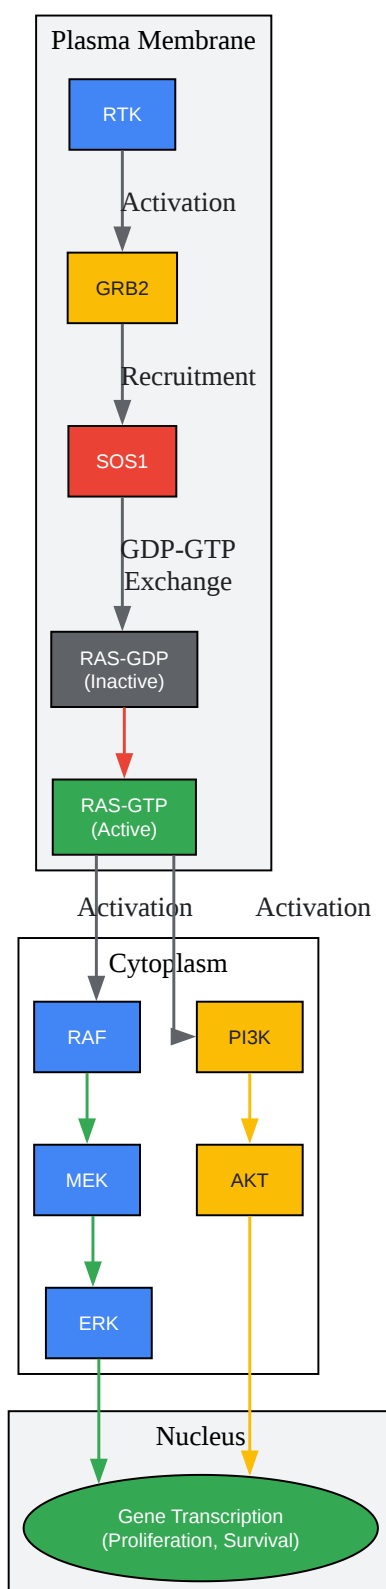 Plasma Membrane
RTK
Activation
GRB2
Recruitment
SOS1
GDP-GTP
Exchange
RAS-GDP
(Inactive)
RAS-GTP
(Active)
Activation
Activation
Cytoplasm
RAF
PI3K
MEK
AKT
ERK
Nucleus
Gene Transcription
(Proliferation, Survival)